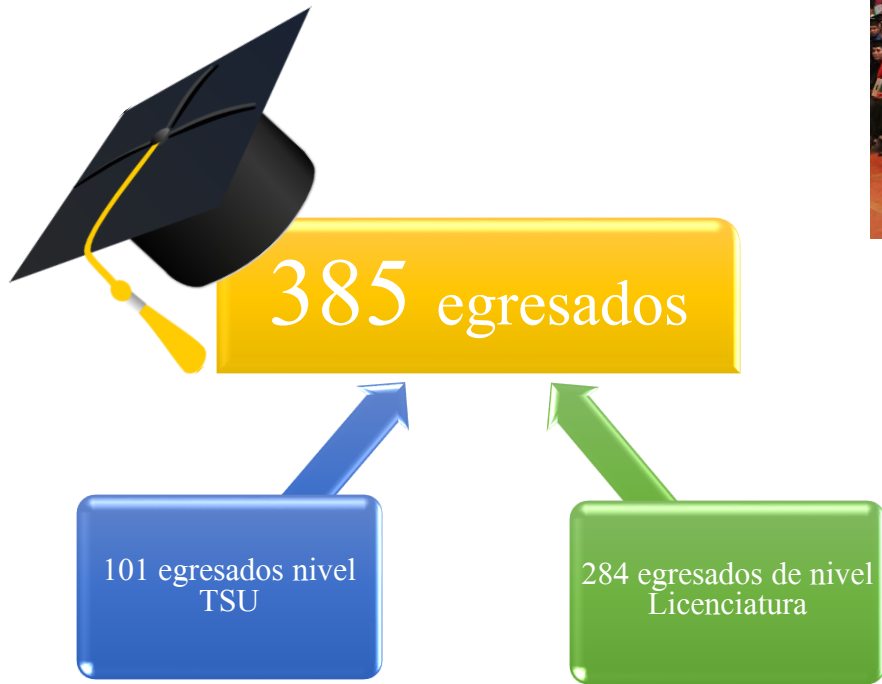 385 egresados
101 egresados nivel
TSU
284 egresados de nivel
Licenciatura